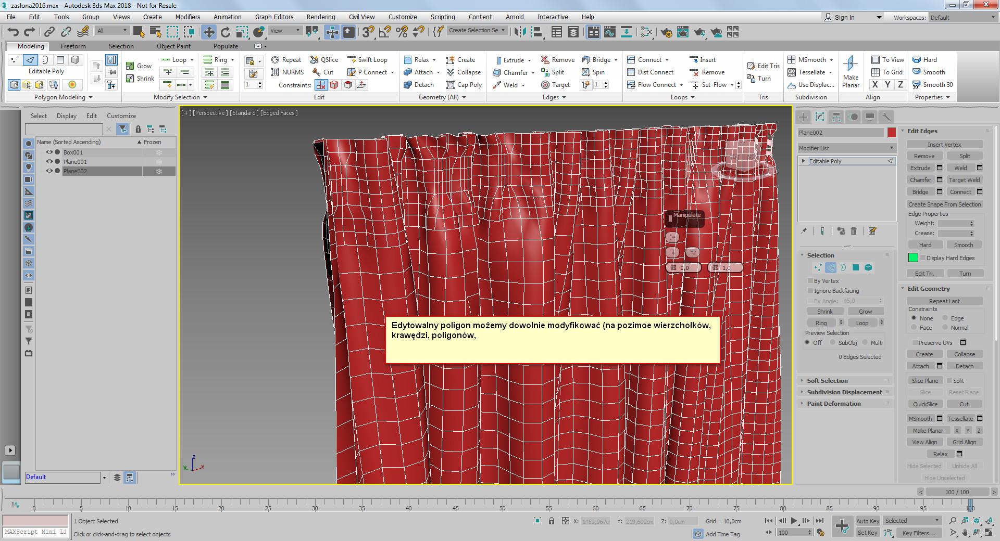 zasłona2016.max - Autodesk 3ds Max 2018 - Not for Resale
File Edit Tools Group Views Create Modifiers Animation Graph Editors Rendering Civil View Customize Scripting Content Arnold Interactive Help
Sign In Workspaces: Default
All View Create Selection Se
Modeling Freeform Selection Object Paint Populate
Editable Poly
Polygon Modeling
Grow
Shrink
Loop Ring
Modify Selection
1
Repeat QSlice Swift Loop
NURMS Cut P Connect
Constraints:
Edit
Relax Create
Attach Collapse
Detach Cap Poly
Geometry (All)
Extrude Remove Bridge
Chamfer Split Spin
Weld Target 1
Edges
Connect Insert
Dist Connect Remove
Flow Connect Set Flow
Loops
Edit Tris
Turn
Tris
MSmooth
Tessellate
Use Displac...
Subdivision
Make Planar
To View
To Grid
X Y Z
Align
Hard
Smooth
Smooth 30
Properties
Select Display Edit Customize
Name (Sorted Ascending) Frozen
Box001
Plane001
Plane002
Default
[+] [Perspective ] [Standard ] [Edged Faces ]
Manipulate
0,0 1,0
Edytowalny poligon możemy dowolnie modyfikować (na pozimoe wierzchołków,
krawędzi, poligonów,
z
y x
Plane002
Modifier List
Editable Poly
Selection
By Vertex
Ignore Backfacing
By Angle: 45,0
Shrink Grow
Ring Loop
Preview Selection
Off SubObj Multi
0 Edges Selected
Soft Selection
Subdivision Displacement
Paint Deformation
Edit Edges
Insert Vertex
Remove Split
Extrude Weld
Chamfer Target Weld
Bridge Connect
Create Shape From Selection
Edge Properties
Weight:
Crease:
Hard Smooth
Display Hard Edges
Edit Tri. Turn
Edit Geometry
Repeat Last
Constraints
None Edge
Face Normal
Preserve UVs
Create Collapse
Attach Detach
Slice Plane Split
Slice Reset Plane
QuickSlice Cut
MSmooth Tessellate
Make Planar X Y Z
View Align Grid Align
Relax
Hide Selected Unhide All
Hide Unselected
< 100 / 100 >
0 5 10 15 20 25 30 35 40 45 50 55 60 65 70 75 80 85 90 95 100
1 Object Selected
X: 1459,967c Y: 219,602cm Z: 0,0cm Grid = 10,0cm
Auto Key Selected
MAXScript Mini Li
Click or click-and-drag to select objects
Add Time Tag
100
Set Key Key Filters...